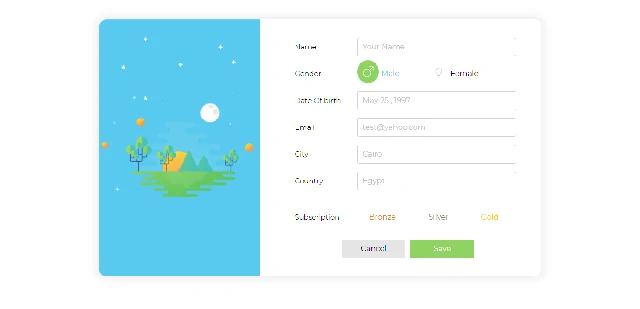 Name
Your Name
Gender
Male
Female
Date Of birth
May 25 ,1997
Email
test@yehoo.com
City
Cairo
Country
Egypt
Subscription
Bronze
Silver
Gold
Cancel
Save